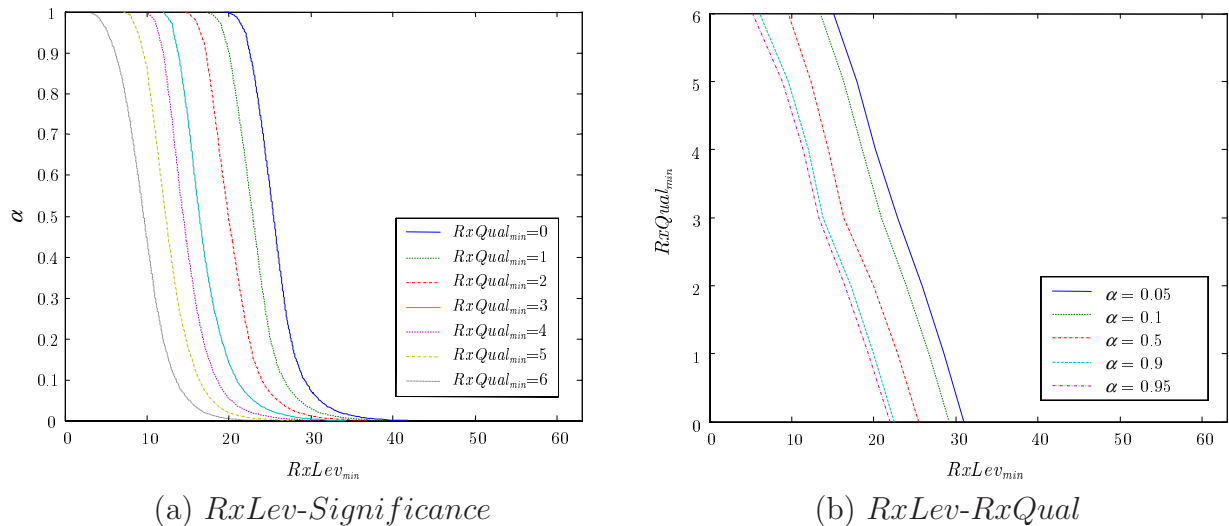 1
0.9
0.8
0.7
0.6
0.5
0.4
0.3
0.2
0.1
0
α
0 10 20 30 40 50 60
RxLev_min
RxQual_min=0
RxQual_min=1
RxQual_min=2
RxQual_min=3
RxQual_min=4
RxQual_min=5
RxQual_min=6
(a) RxLev-Significance
6
5
4
3
2
1
0
RxQual_min
0 10 20 30 40 50 60
RxLev_min
α = 0.05
α = 0.1
α = 0.5
α = 0.9
α = 0.95
(b) RxLev-RxQual